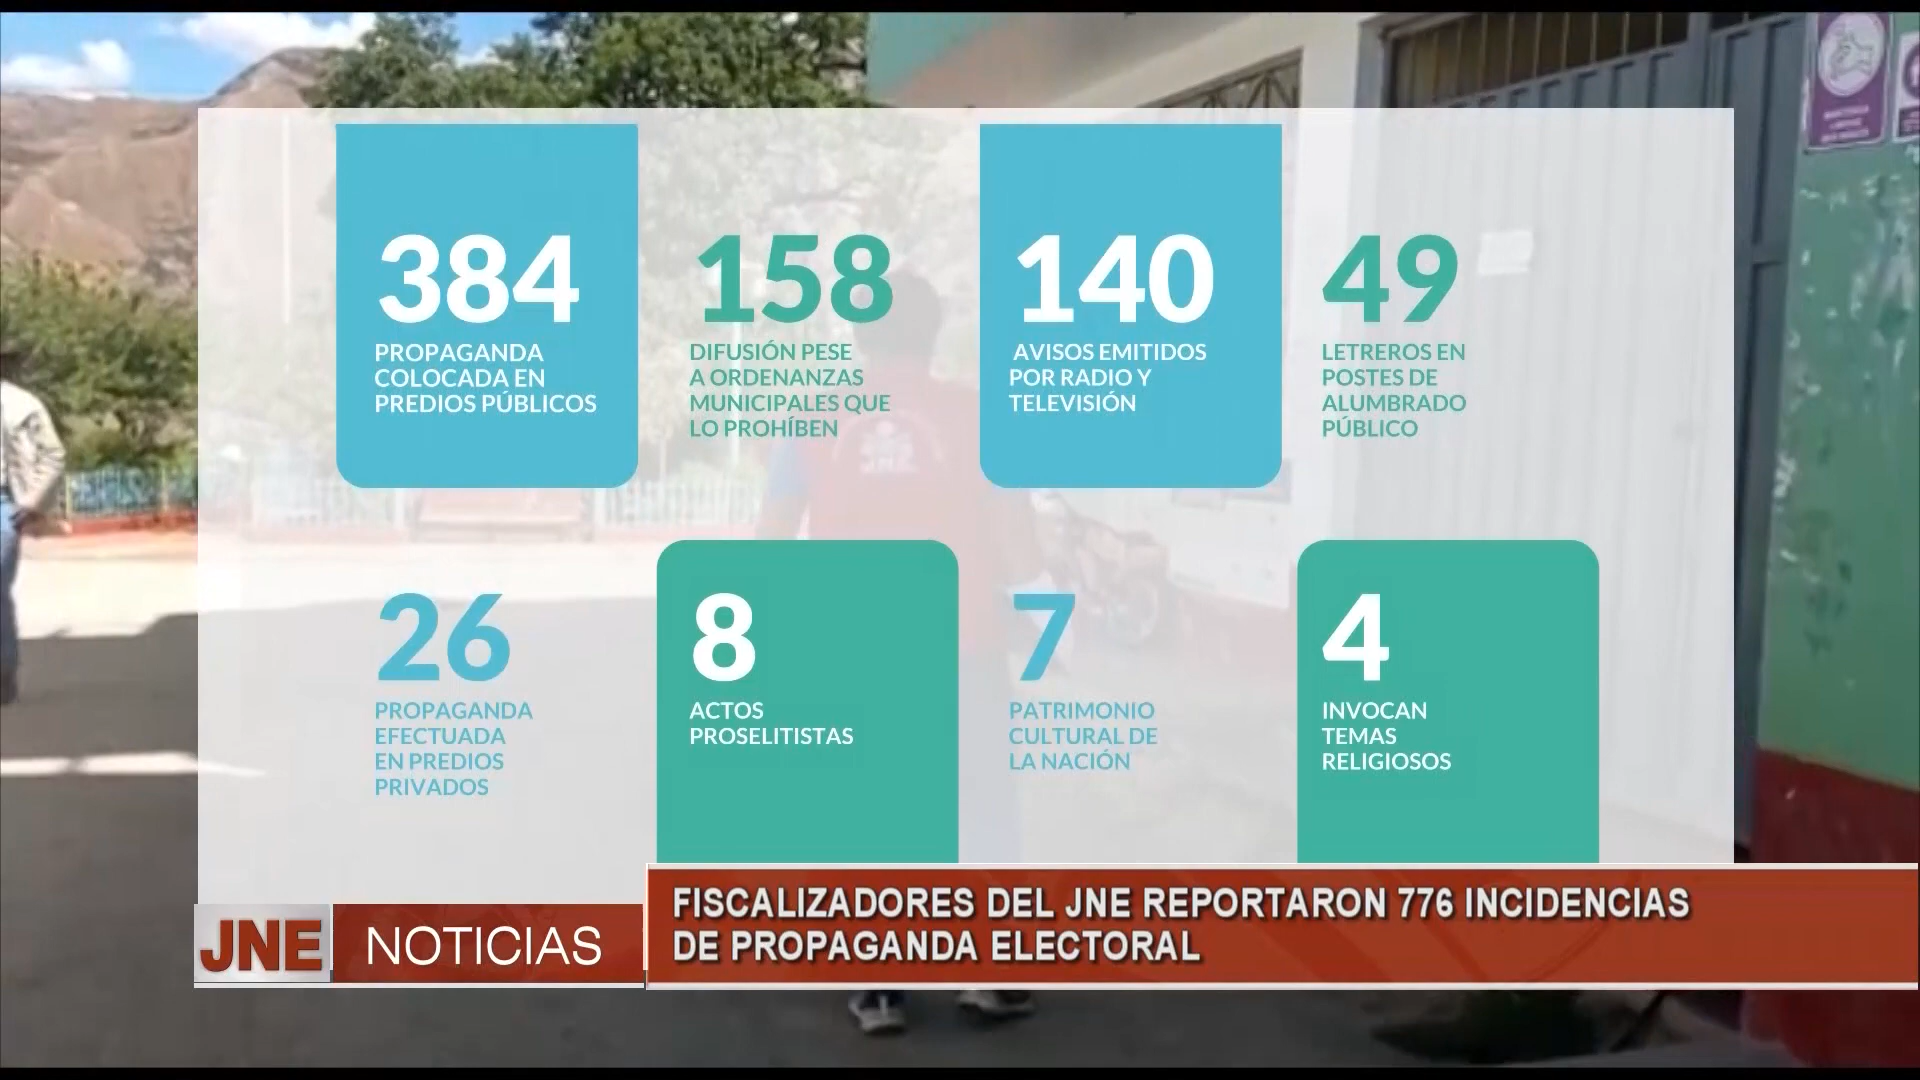 384
PROPAGANDA
COLOCADA EN
PREDIOS PÚBLICOS
158
DIFUSIÓN PESE
A ORDENANZAS
MUNICIPALES QUE
LO PROHÍBEN
140
AVISOS EMITIDOS
POR RADIO Y
TELEVISIÓN
49
LETREROS EN
POSTES DE
ALUMBRADO
PÚBLICO
26
PROPAGANDA
EFECTUADA
EN PREDIOS
PRIVADOS
8
ACTOS
PROSELITISTAS
7
PATRIMONIO
CULTURAL DE
LA NACIÓN
4
INVOCAN
TEMAS
RELIGIOSOS
JNE
JNE NOTICIAS
FISCALIZADORES DEL JNE REPORTARON 776 INCIDENCIAS
DE PROPAGANDA ELECTORAL